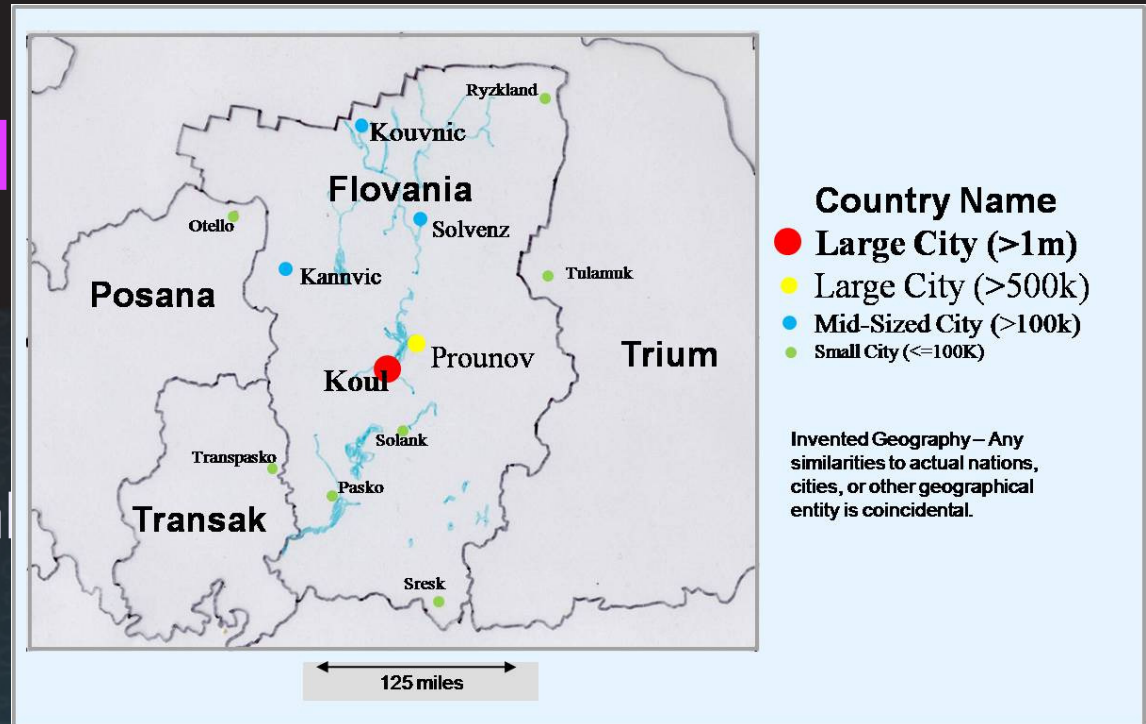 Ryzkland
Kouvnic
Flovania
Otello
Solvenz
Kannvic
Tulamuk
Posana
Prounov
Trium
Koul
Solank
Transpasko
Pasko
Transak
Sresk
125 miles
Country Name
Large City (>1m)
Large City (>500k)
Mid-Sized City (>100k)
Small City (<=100K)
Invented Geography – Any
similarities to actual nations,
cities, or other geographical
entity is coincidental.